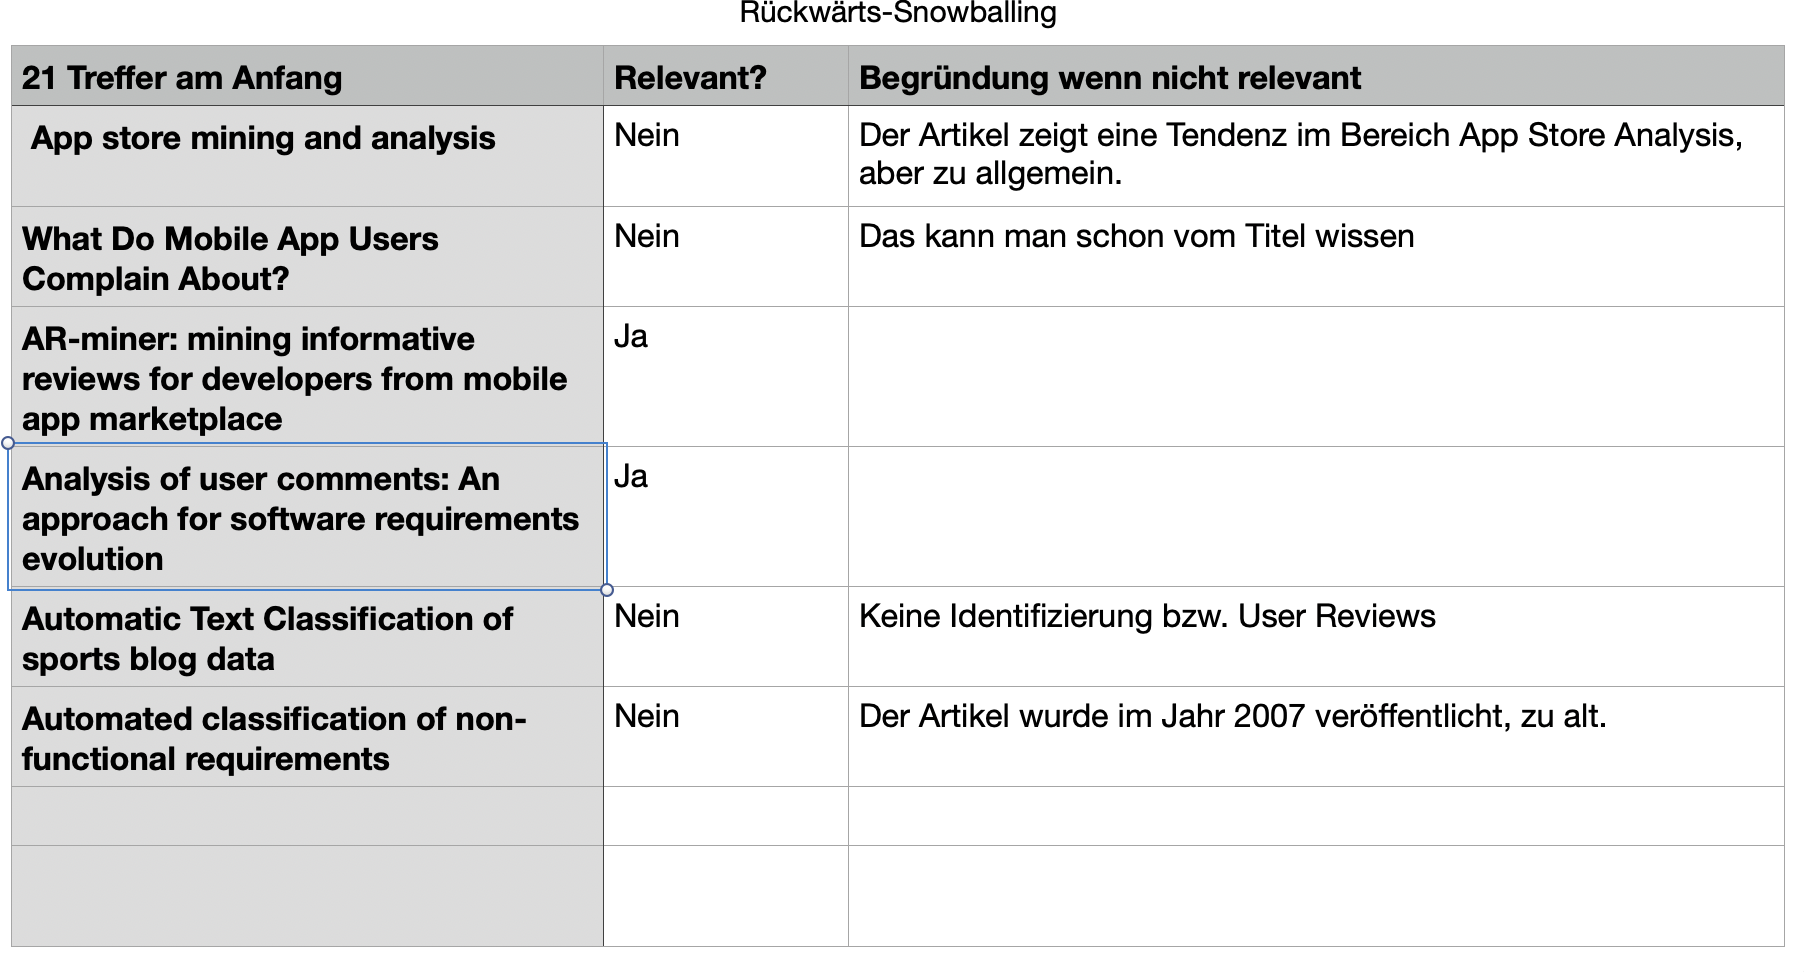 Rückwärts-Snowballing
21 Treffer am Anfang
Relevant?
Begründung wenn nicht relevant
App store mining and analysis
Nein
Der Artikel zeigt eine Tendenz im Bereich App Store Analysis,
aber zu allgemein.
What Do Mobile App Users
Complain About?
Nein
Das kann man schon vom Titel wissen
AR-miner: mining informative
reviews for developers from mobile
app marketplace
Ja
Analysis of user comments: An
approach for software requirements
evolution
Ja
Automatic Text Classification of
sports blog data
Nein
Keine Identifizierung bzw. User Reviews
Automated classification of non-
functional requirements
Nein
Der Artikel wurde im Jahr 2007 veröffentlicht, zu alt.